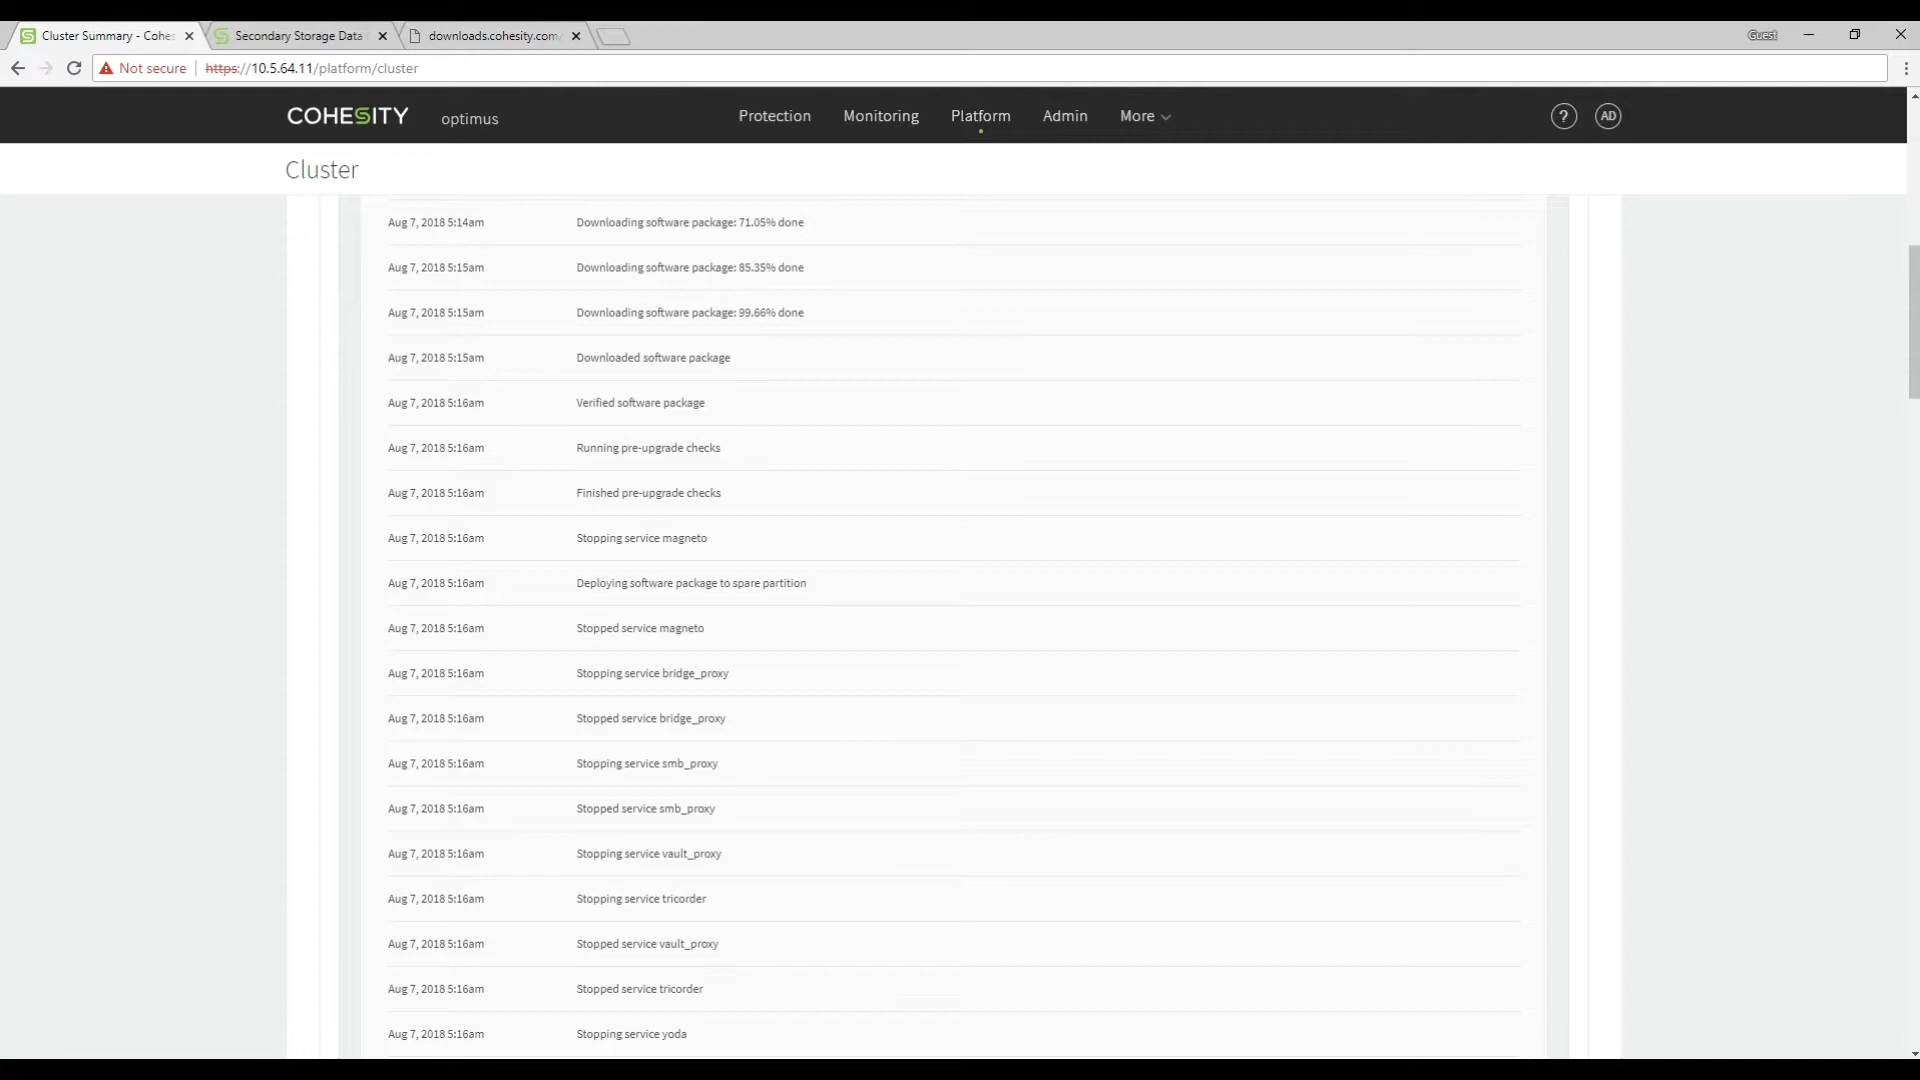 Cluster Summary - Cohes
Secondary Storage Data
downloads.cohesity.com/
Guest
Not secure | https://10.5.64.11/platform/cluster
COHESITY optimus Protection Monitoring Platform Admin More ? AD
Cluster
Aug 7, 2018 5:14am Downloading software package: 71.05% done
Aug 7, 2018 5:15am Downloading software package: 85.35% done
Aug 7, 2018 5:15am Downloading software package: 99.66% done
Aug 7, 2018 5:15am Downloaded software package
Aug 7, 2018 5:16am Verified software package
Aug 7, 2018 5:16am Running pre-upgrade checks
Aug 7, 2018 5:16am Finished pre-upgrade checks
Aug 7, 2018 5:16am Stopping service magneto
Aug 7, 2018 5:16am Deploying software package to spare partition
Aug 7, 2018 5:16am Stopped service magneto
Aug 7, 2018 5:16am Stopping service bridge_proxy
Aug 7, 2018 5:16am Stopped service bridge_proxy
Aug 7, 2018 5:16am Stopping service smb_proxy
Aug 7, 2018 5:16am Stopped service smb_proxy
Aug 7, 2018 5:16am Stopping service vault_proxy
Aug 7, 2018 5:16am Stopping service tricorder
Aug 7, 2018 5:16am Stopped service vault_proxy
Aug 7, 2018 5:16am Stopped service tricorder
Aug 7, 2018 5:16am Stopping service yoda